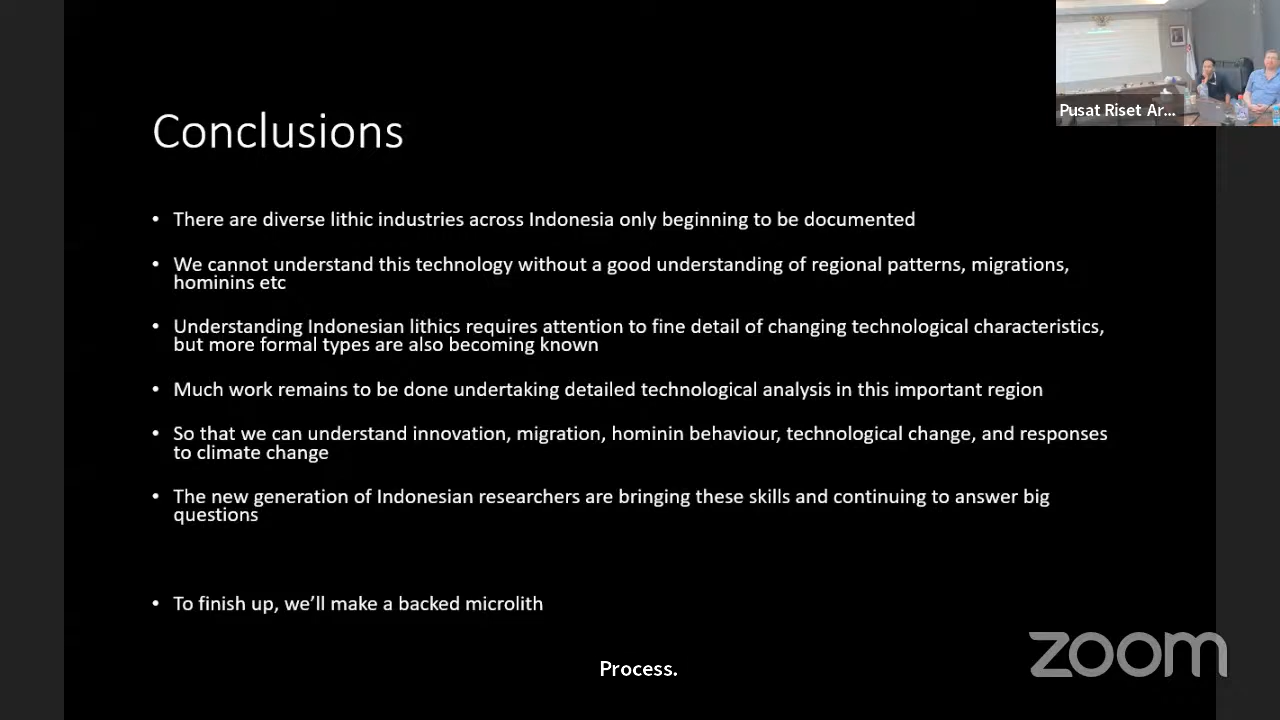 Conclusions
• There are diverse lithic industries across Indonesia only beginning to be documented
• We cannot understand this technology without a good understanding of regional patterns, migrations,
hominins etc
• Understanding Indonesian lithics requires attention to fine detail of changing technological characteristics,
but more formal types are also becoming known
• Much work remains to be done undertaking detailed technological analysis in this important region
• So that we can understand innovation, migration, hominin behaviour, technological change, and responses
to climate change
• The new generation of Indonesian researchers are bringing these skills and continuing to answer big
questions
• To finish up, we’ll make a backed microlith
Pusat Riset Ar...
Process.
zoom